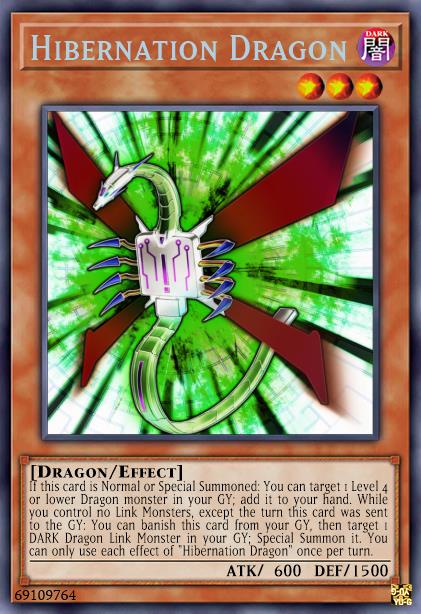 HIBERNATION DRAGON
DARK
闇
[DRAGON/EFFECT]
If this card is Normal or Special Summoned: You can target 1 Level 4
or lower Dragon monster in your GY; add it to your hand. While
you control no Link Monsters, except the turn this card was sent
to the GY: You can banish this card from your GY, then target 1
DARK Dragon Link Monster in your GY; Special Summon it. You
can only use each effect of "Hibernation Dragon" once per turn.
ATK/ 600 DEF/1500
69109764